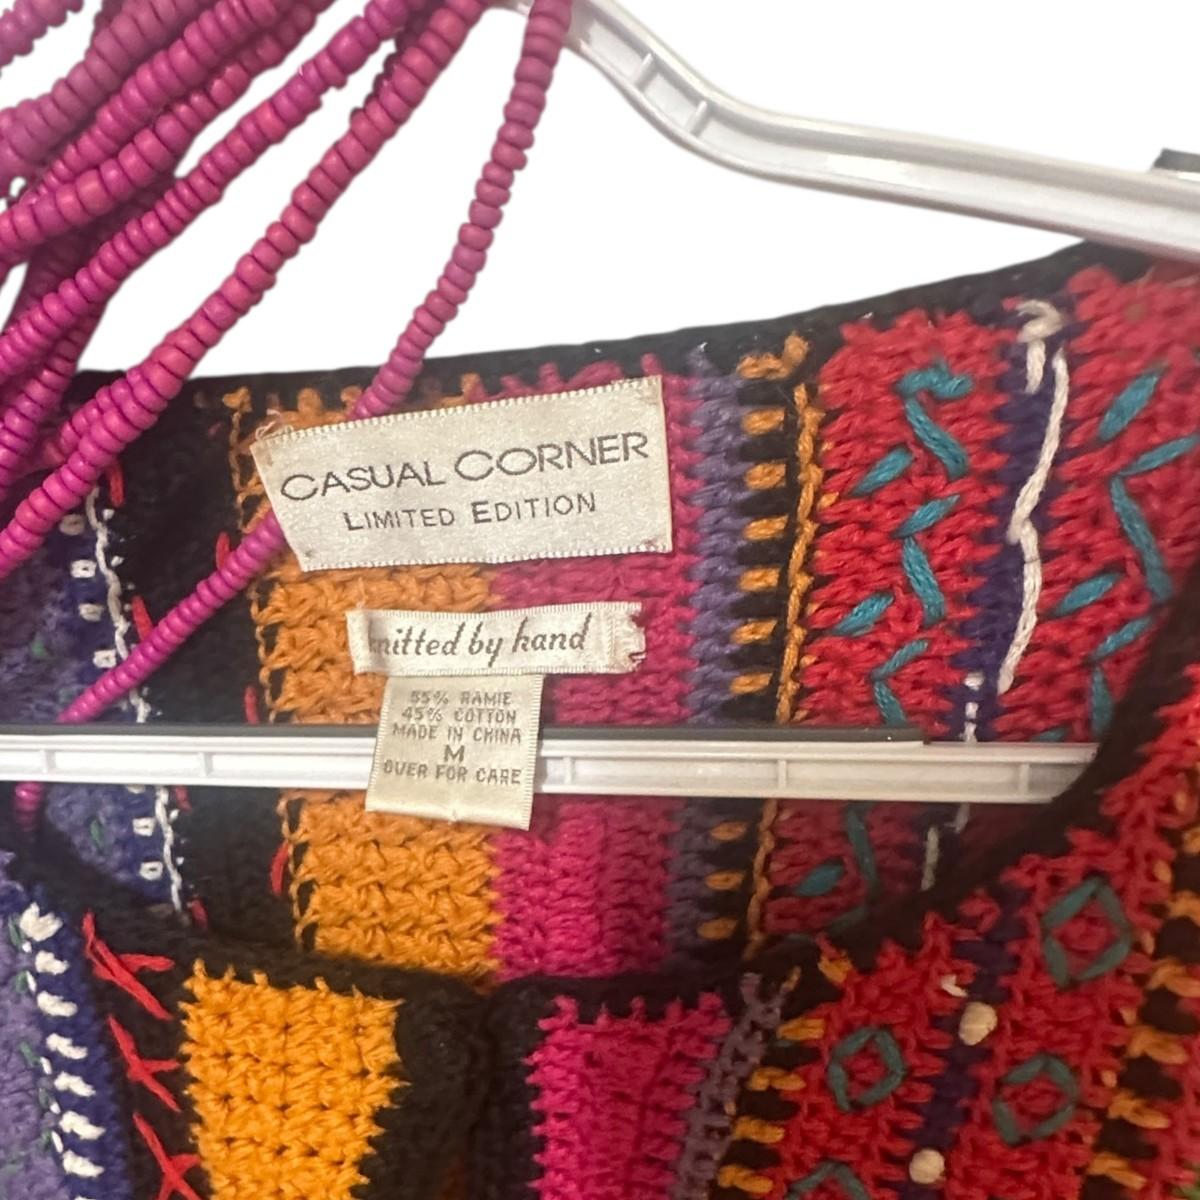 CASUAL CORNER
LIMITED EDITION
knitted by hand
55% RAMIE
45% COTTON
MADE IN CHINA
M
OVER FOR CARE